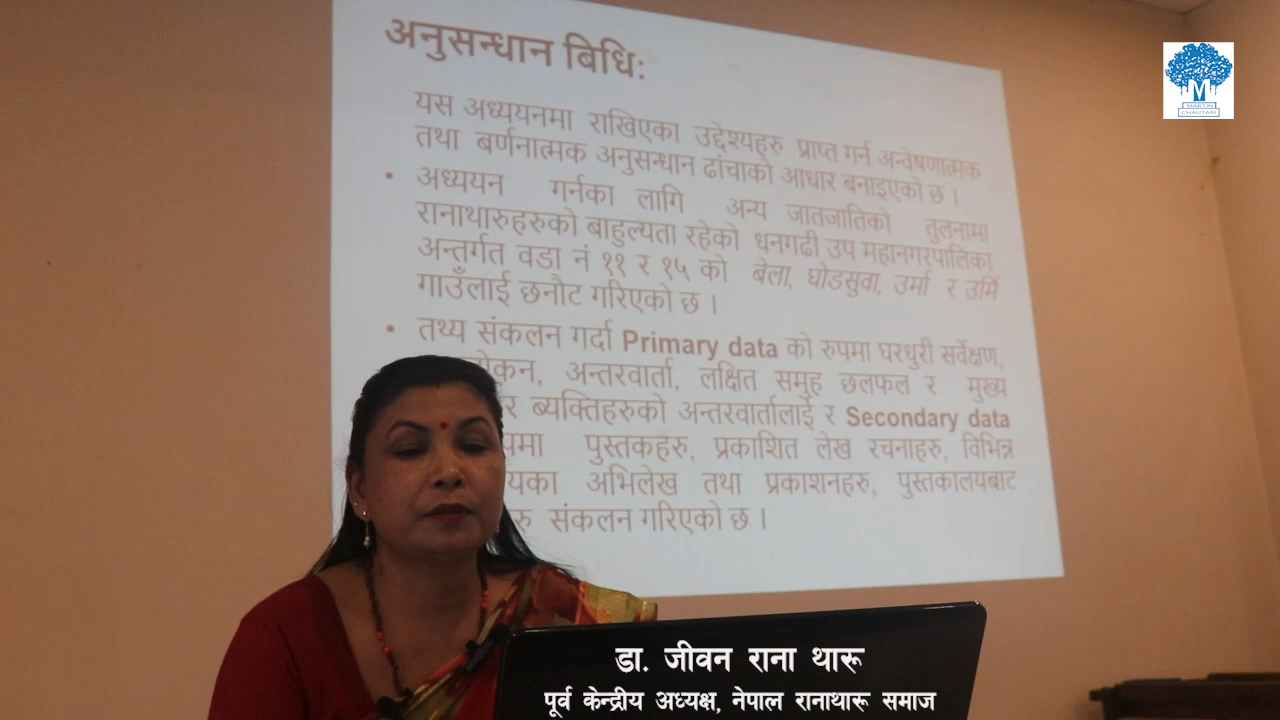 अनुसन्धान बिधि:
यस अध्ययनमा राखिएका उद्देश्यहरु प्राप्त गर्न अन्वेषणात्मक
तथा बर्णनात्मक अनुसन्धान ढांचाको आधार बनाइएको छ ।
• अध्ययन गर्नका लागि अन्य जातजातिको तुलनामा
रानाथारुहरुको बाहुल्यता रहेको धनगढी उप महानगरपालिका
अन्तर्गत वडा नं ११ र १५ को बेला, घोडसुवा, उर्मा र उर्मि
गाउँलाई छनौट गरिएको छ ।
• तथ्य संकलन गर्दा Primary data को रुपमा घरधुरी सर्वेक्षण,
अन्तरवार्ता, लक्षित समुह छलफल र मुख्य
ब्यक्तिहरुको अन्तरवार्तालाई र Secondary data
पुस्तकहरु, प्रकाशित लेख रचनाहरु, विभिन्न
अभिलेख तथा प्रकाशनहरु, पुस्तकालयबाट
संकलन गरिएको छ ।
MARTIN
CHAUTARI
डा. जीवन राना थारू
पूर्व केन्द्रीय अध्यक्ष, नेपाल रानाथारू समाज